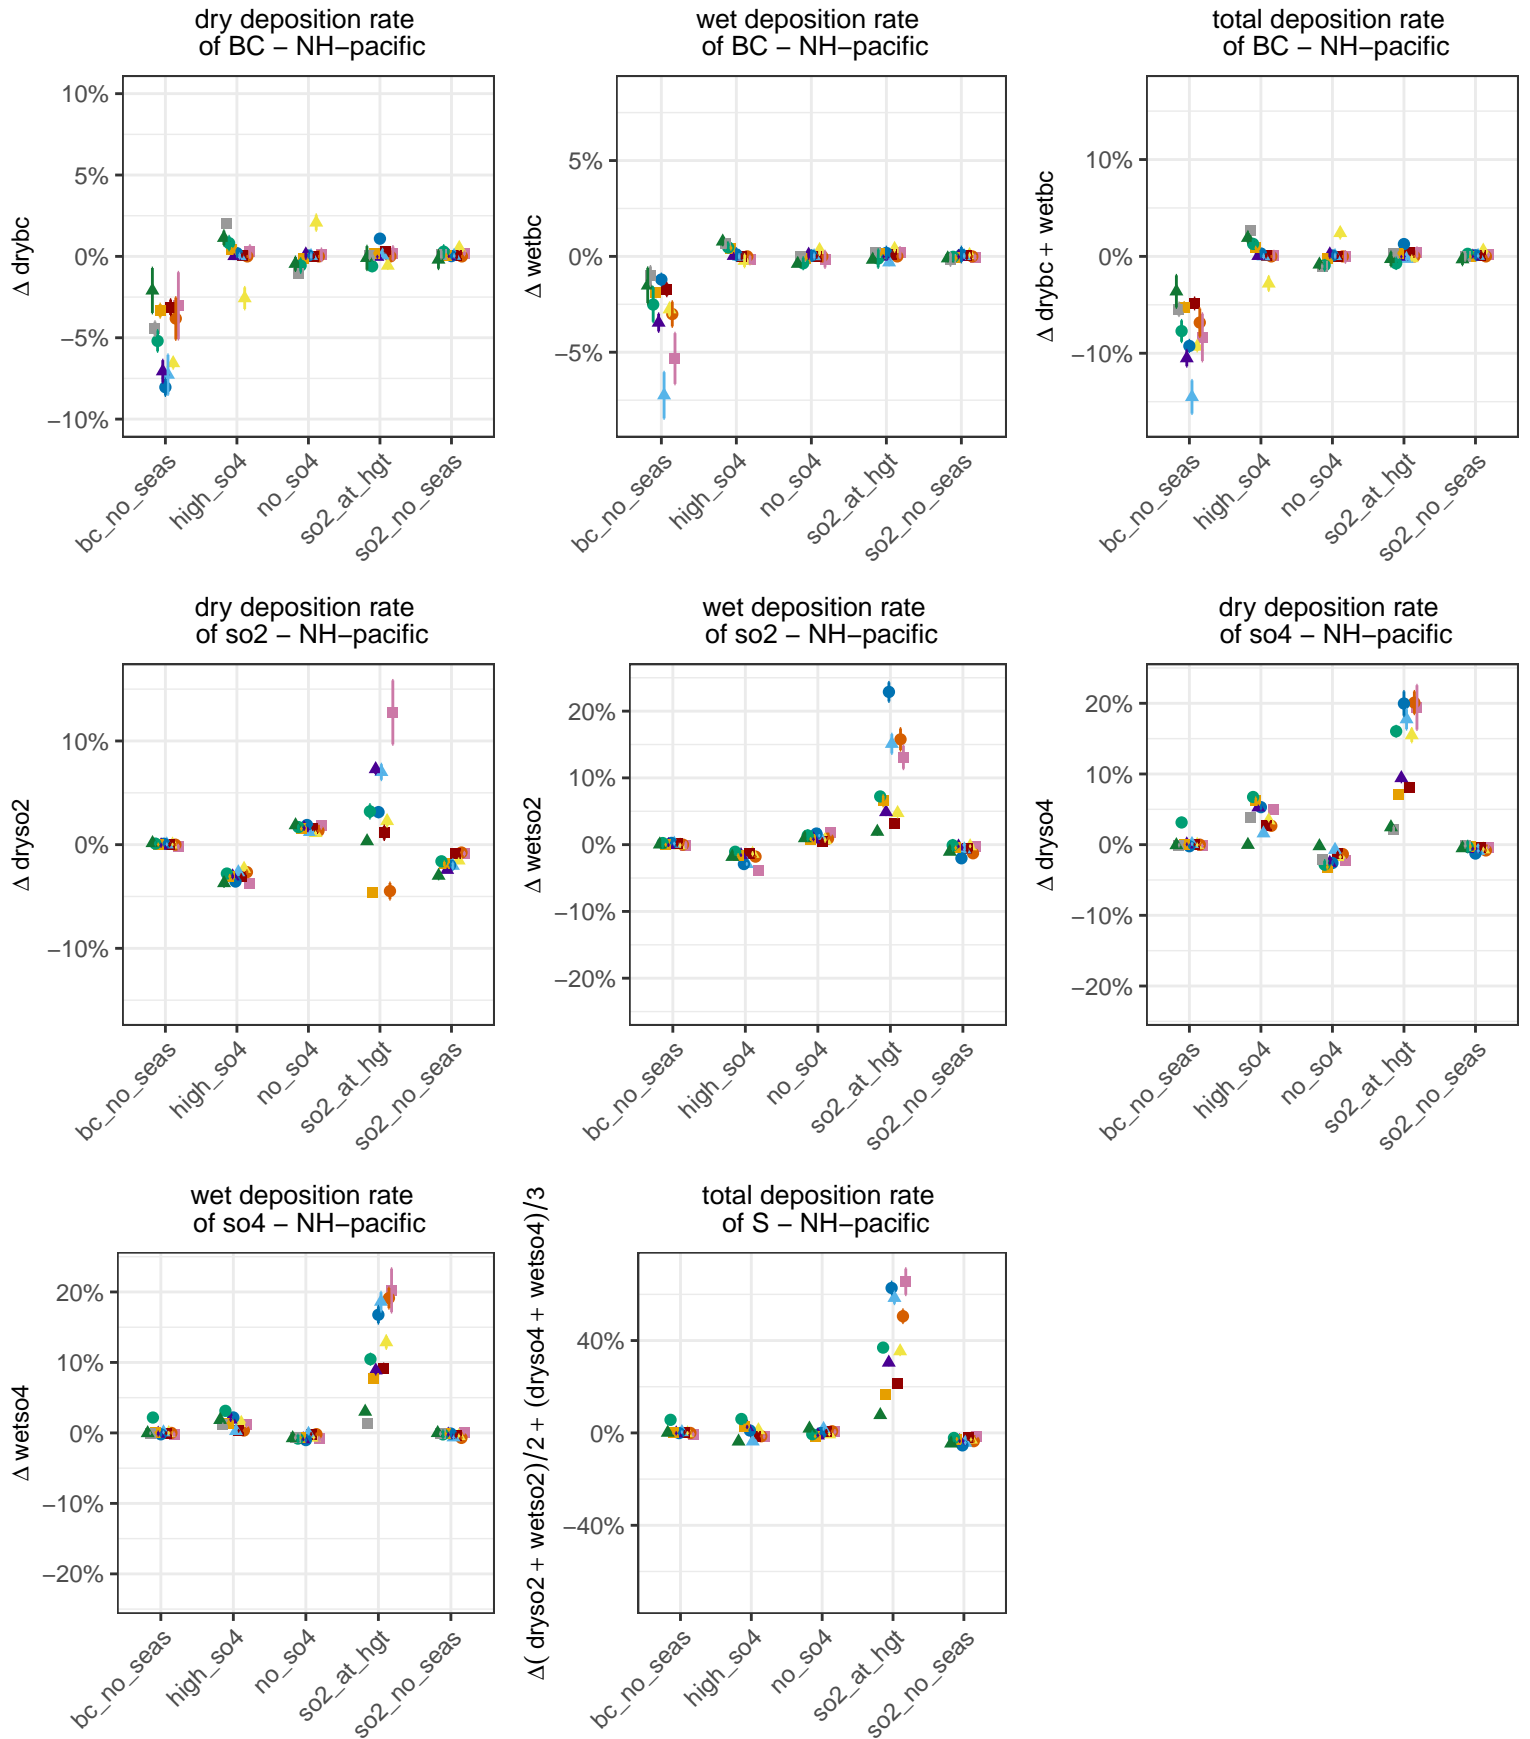 dry deposition rate
of BC − NH−pacific
Δ drybc
10%
5%
0%
−5%
−10%
bc_no_seas
high_so4
no_so4
so2_at_hgt
so2_no_seas
wet deposition rate
of BC − NH−pacific
Δ wetbc
5%
0%
−5%
bc_no_seas
high_so4
no_so4
so2_at_hgt
so2_no_seas
total deposition rate
of BC − NH−pacific
Δ drybc + wetbc
10%
0%
−10%
bc_no_seas
high_so4
no_so4
so2_at_hgt
so2_no_seas
dry deposition rate
of so2 − NH−pacific
Δ dryso2
10%
0%
−10%
bc_no_seas
high_so4
no_so4
so2_at_hgt
so2_no_seas
wet deposition rate
of so2 − NH−pacific
Δ wetso2
20%
10%
0%
−10%
−20%
bc_no_seas
high_so4
no_so4
so2_at_hgt
so2_no_seas
dry deposition rate
of so4 − NH−pacific
Δ dryso4
20%
10%
0%
−10%
−20%
bc_no_seas
high_so4
no_so4
so2_at_hgt
so2_no_seas
wet deposition rate
of so4 − NH−pacific
Δ wetso4
20%
10%
0%
−10%
−20%
bc_no_seas
high_so4
no_so4
so2_at_hgt
so2_no_seas
total deposition rate
of S − NH−pacific
Δ( dryso2 + wetso2)/2 + (dryso4 + wetso4)/3
40%
0%
−40%
bc_no_seas
high_so4
no_so4
so2_at_hgt
so2_no_seas